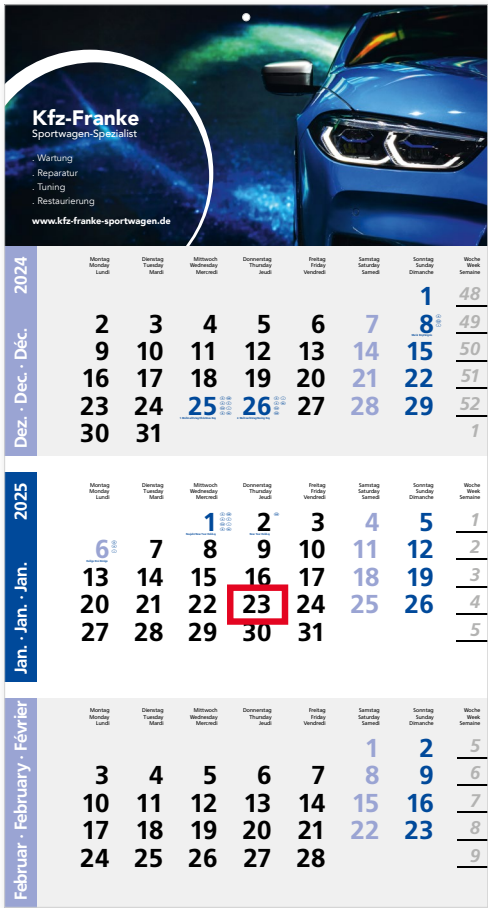 Kfz-Franke
Sportwagen-Spezialist
. Wartung
. Reparatur
. Tuning
. Restaurierung
www.kfz-franke-sportwagen.de
Dez. · Dec. · Déc. 2024
Montag Dienstag Mittwoch Donnerstag Freitag Samstag Sonntag Woche
Monday Tuesday Wednesday Thursday Friday Saturday Sunday Week
Lundi Mardi Mercredi Jeudi Vendredi Samedi Dimanche Semaine
1 48
2 3 4 5 6 7 8 49
9 10 11 12 13 14 15 50
16 17 18 19 20 21 22 51
23 24 25 26 27 28 29 52
30 31 1
Jan. · Jan. · Jan. 2025
Montag Dienstag Mittwoch Donnerstag Freitag Samstag Sonntag Woche
Monday Tuesday Wednesday Thursday Friday Saturday Sunday Week
Lundi Mardi Mercredi Jeudi Vendredi Samedi Dimanche Semaine
1 2 3 4 5 1
6 7 8 9 10 11 12 2
13 14 15 16 17 18 19 3
20 21 22 23 24 25 26 4
27 28 29 30 31 5
Februar · February · Février
Montag Dienstag Mittwoch Donnerstag Freitag Samstag Sonntag Woche
Monday Tuesday Wednesday Thursday Friday Saturday Sunday Week
Lundi Mardi Mercredi Jeudi Vendredi Samedi Dimanche Semaine
1 2 5
3 4 5 6 7 8 9 6
10 11 12 13 14 15 16 7
17 18 19 20 21 22 23 8
24 25 26 27 28 9